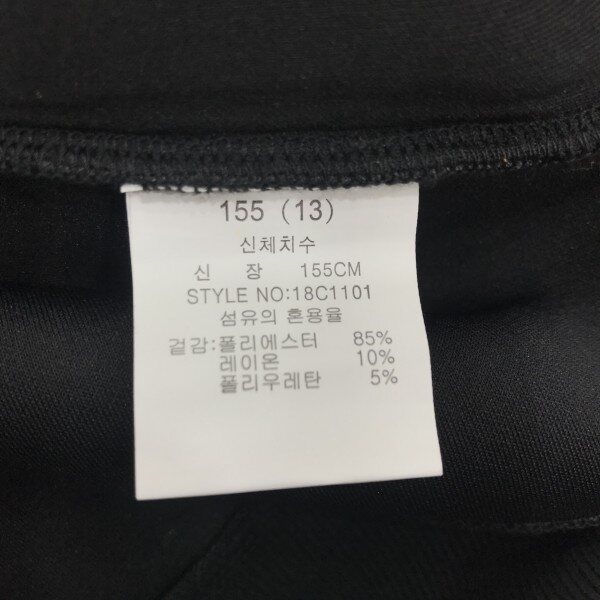 155 (13)
신체치수
신 장 155CM
STYLE NO:18C1101
섬유의 혼용율
겉감:폴리에스터 85%
레이온 10%
폴리우레탄 5%